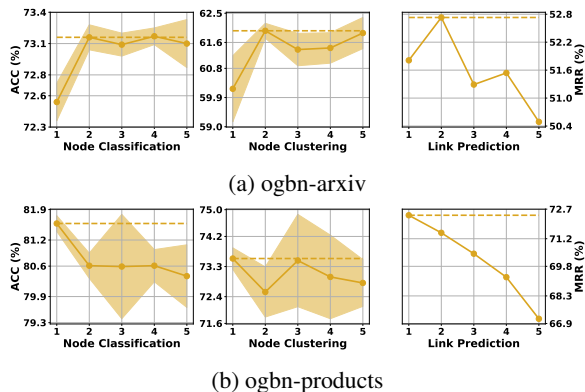 73.4
73.1
72.8
72.6
72.3
ACC (%)
1 2 3 4 5
Node Classification
62.5
61.6
60.8
59.9
59.0
1 2 3 4 5
Node Clustering
52.8
52.2
51.6
51.0
50.4
MRR (%)
1 2 3 4 5
Link Prediction
(a) ogbn-arxiv
81.9
81.2
80.6
79.9
79.3
ACC (%)
1 2 3 4 5
Node Classification
75.0
74.1
73.3
72.4
71.6
1 2 3 4 5
Node Clustering
72.7
71.2
69.8
68.3
66.9
MRR (%)
1 2 3 4 5
Link Prediction
(b) ogbn-products